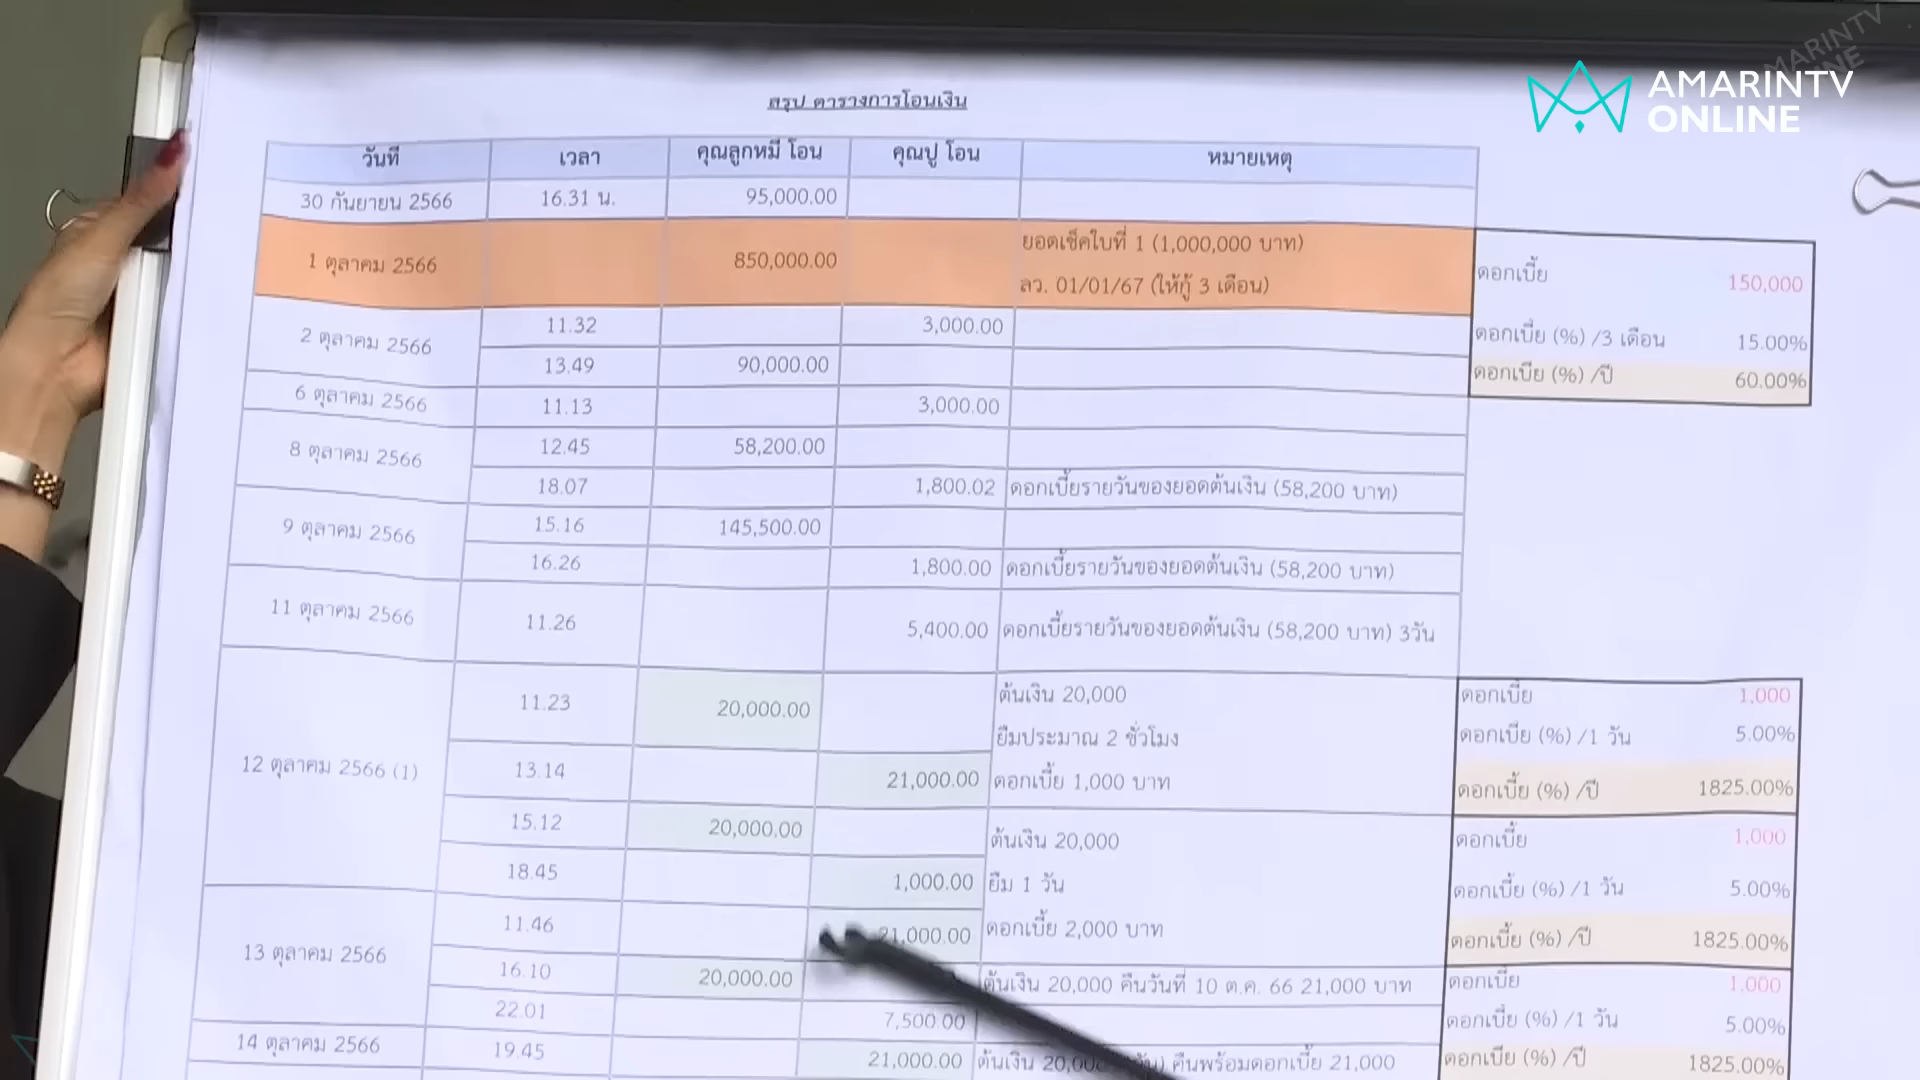 AMARINTV
ONLINE
สรุป ตารางการโอนเงิน
วันที่ เวลา คุณลูกหมี โอน คุณปู โอน หมายเหตุ
30 กันยายน 2566 16.31 น. 95,000.00
1 ตุลาคม 2566 850,000.00 ยอดเช็คใบที่ 1 (1,000,000 บาท)
ลว. 01/01/67 (ให้กู้ 3 เดือน)
ดอกเบี้ย 150,000
ดอกเบี้ย (%) /3 เดือน 15.00%
ดอกเบี้ย (%) /ปี 60.00%
2 ตุลาคม 2566 11.32 3,000.00
13.49 90,000.00
6 ตุลาคม 2566 11.13 3,000.00
8 ตุลาคม 2566 12.45 58,200.00
18.07 1,800.02 ดอกเบี้ยรายวันของยอดต้นเงิน (58,200 บาท)
9 ตุลาคม 2566 15.16 145,500.00
16.26 1,800.00 ดอกเบี้ยรายวันของยอดต้นเงิน (58,200 บาท)
11 ตุลาคม 2566 11.26 5,400.00 ดอกเบี้ยรายวันของยอดต้นเงิน (58,200 บาท) 3วัน
12 ตุลาคม 2566 (1) 11.23 20,000.00 ต้นเงิน 20,000
ยืมประมาณ 2 ชั่วโมง
13.14 21,000.00 ดอกเบี้ย 1,000 บาท
ดอกเบี้ย 1,000
ดอกเบี้ย (%) /1 วัน 5.00%
ดอกเบี้ย (%) /ปี 1825.00%
15.12 20,000.00 ต้นเงิน 20,000
18.45 1,000.00 ยืม 1 วัน
13 ตุลาคม 2566 11.46 21,000.00 ดอกเบี้ย 2,000 บาท
ดอกเบี้ย 1,000
ดอกเบี้ย (%) /1 วัน 5.00%
ดอกเบี้ย (%) /ปี 1825.00%
16.10 20,000.00 ต้นเงิน 20,000 คืนวันที่ 10 ต.ค. 66 21,000 บาท
22.01 7,500.00
14 ตุลาคม 2566 19.45 21,000.00 ต้นเงิน คืนพร้อมดอกเบี้ย 21,000
ดอกเบี้ย 1,000
ดอกเบี้ย (%) /1 วัน 5.00%
ดอกเบี้ย (%) /ปี 1825.00%